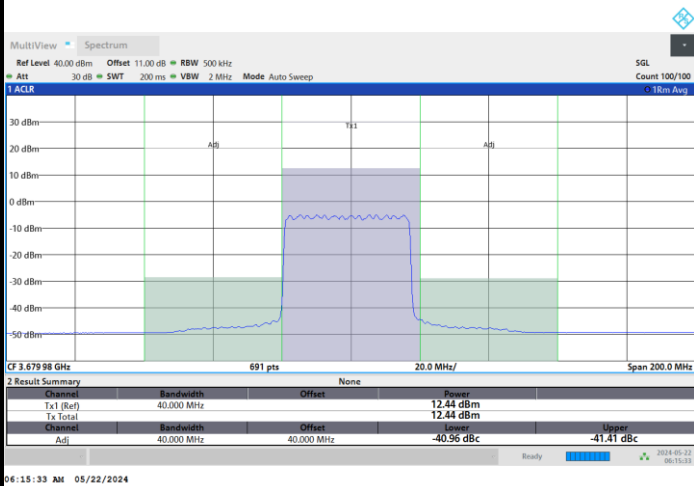 MultiView Spectrum
Ref Level 40.00 dBm Offset 11.00 dB RBW 500 kHz SGL
Att 30 dB SWT 200 ms VBW 2 MHz Mode Auto Sweep Count 100/100
1 ACLR 1Rm Avg
30 dBm
Tx1
20 dBm
Adj Adj
10 dBm
0 dBm
-10 dBm
-20 dBm
-30 dBm
-40 dBm
-50 dBm
CF 3.67998 GHz 691 pts 20.0 MHz/ Span 200.0 MHz
2 Result Summary None
Channel Bandwidth Offset Power
Tx1 (Ref) 40.000 MHz 12.44 dBm
Tx Total 12.44 dBm
Channel Bandwidth Offset Lower Upper
Adj 40.000 MHz 40.000 MHz -40.96 dBc -41.41 dBc
Ready 2024-05-22
06:15:33
06:15:33 AM 05/22/2024